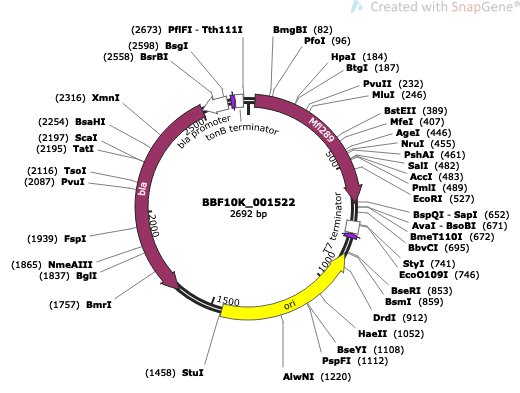 Created with SnapGene®
(2673) PflFI - Tth111I
(2598) BsgI
(2558) BsrBI
(2316) XmnI
(2254) BsaHI
(2197) ScaI
(2195) TatI
(2116) TsoI
(2087) PvuI
(1939) FspI
(1865) NmeAIII
(1837) BglI
(1757) BmrI
(1458) StuI
BmgBI (82)
PfoI (96)
HpaI (184)
BtgI (187)
PvuII (232)
MluI (246)
BstEII (389)
MfeI (407)
AgeI (446)
NruI (455)
PshAI (461)
SalI (482)
AccI (483)
PmlI (489)
EcoRI (527)
BspQI - SapI (652)
AvaI - BsoBI (671)
BmeT110I (672)
BbvCI (695)
StyI (741)
EcoO109I (746)
BseRI (853)
BsmI (859)
DrdI (912)
HaeII (1052)
BseYI (1108)
PspFI (1112)
AlwNI (1220)
Mfl289
T7 terminator
ori
bla
bla promoter
tonB terminator
500
1000
1500
2000
2500
BBF10K_001522
2692 bp